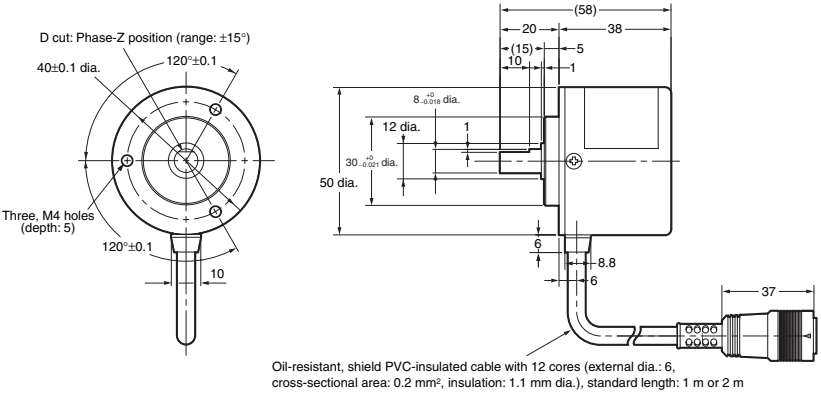 (58)
20
38
(15)
5
10
1
D cut: Phase-Z position (range: ±15°)
120°±0.1
40±0.1 dia.
8 +0 -0.018 dia.
12 dia.
1
30 +0 -0.021 dia.
50 dia.
Three, M4 holes
(depth: 5)
120°±0.1
10
6
8.8
6
37
Oil-resistant, shield PVC-insulated cable with 12 cores (external dia.: 6,
cross-sectional area: 0.2 mm², insulation: 1.1 mm dia.), standard length: 1 m or 2 m